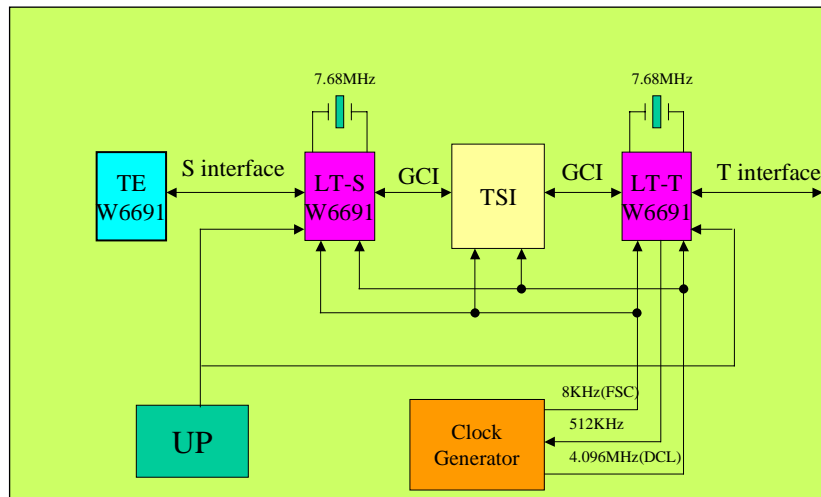 7.68MHz
7.68MHz
TE
W6691
S interface
LT-S
W6691
GCI
TSI
GCI
LT-T
W6691
T interface
UP
Clock
Generator
8KHz(FSC)
512KHz
4.096MHz(DCL)